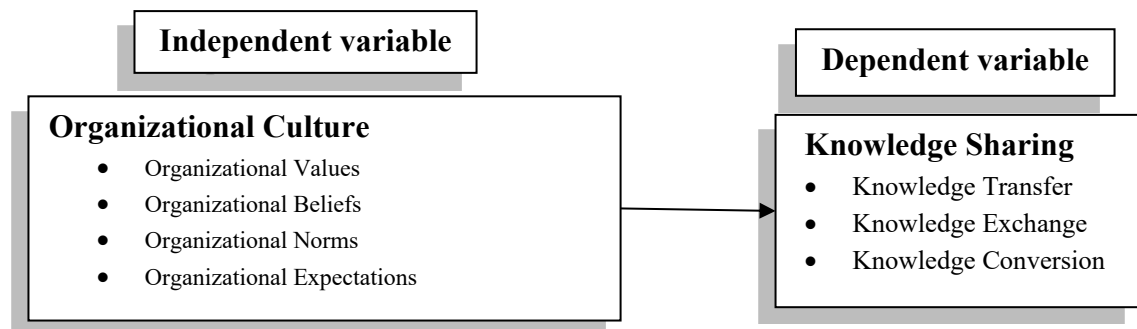 Independent variable
Dependent variable
Organizational Culture
• Organizational Values
• Organizational Beliefs
• Organizational Norms
• Organizational Expectations
Knowledge Sharing
• Knowledge Transfer
• Knowledge Exchange
• Knowledge Conversion